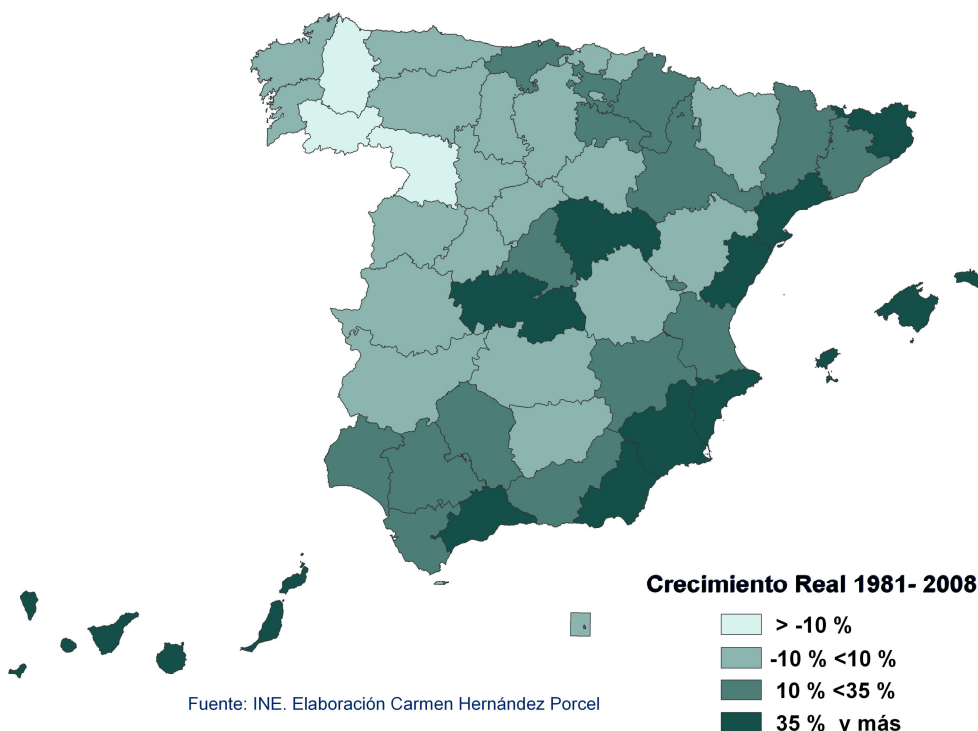 Crecimiento Real 1981- 2008
> -10 %
-10 % <10 %
10 % <35 %
35 % y más
Fuente: INE. Elaboración Carmen Hernández Porcel